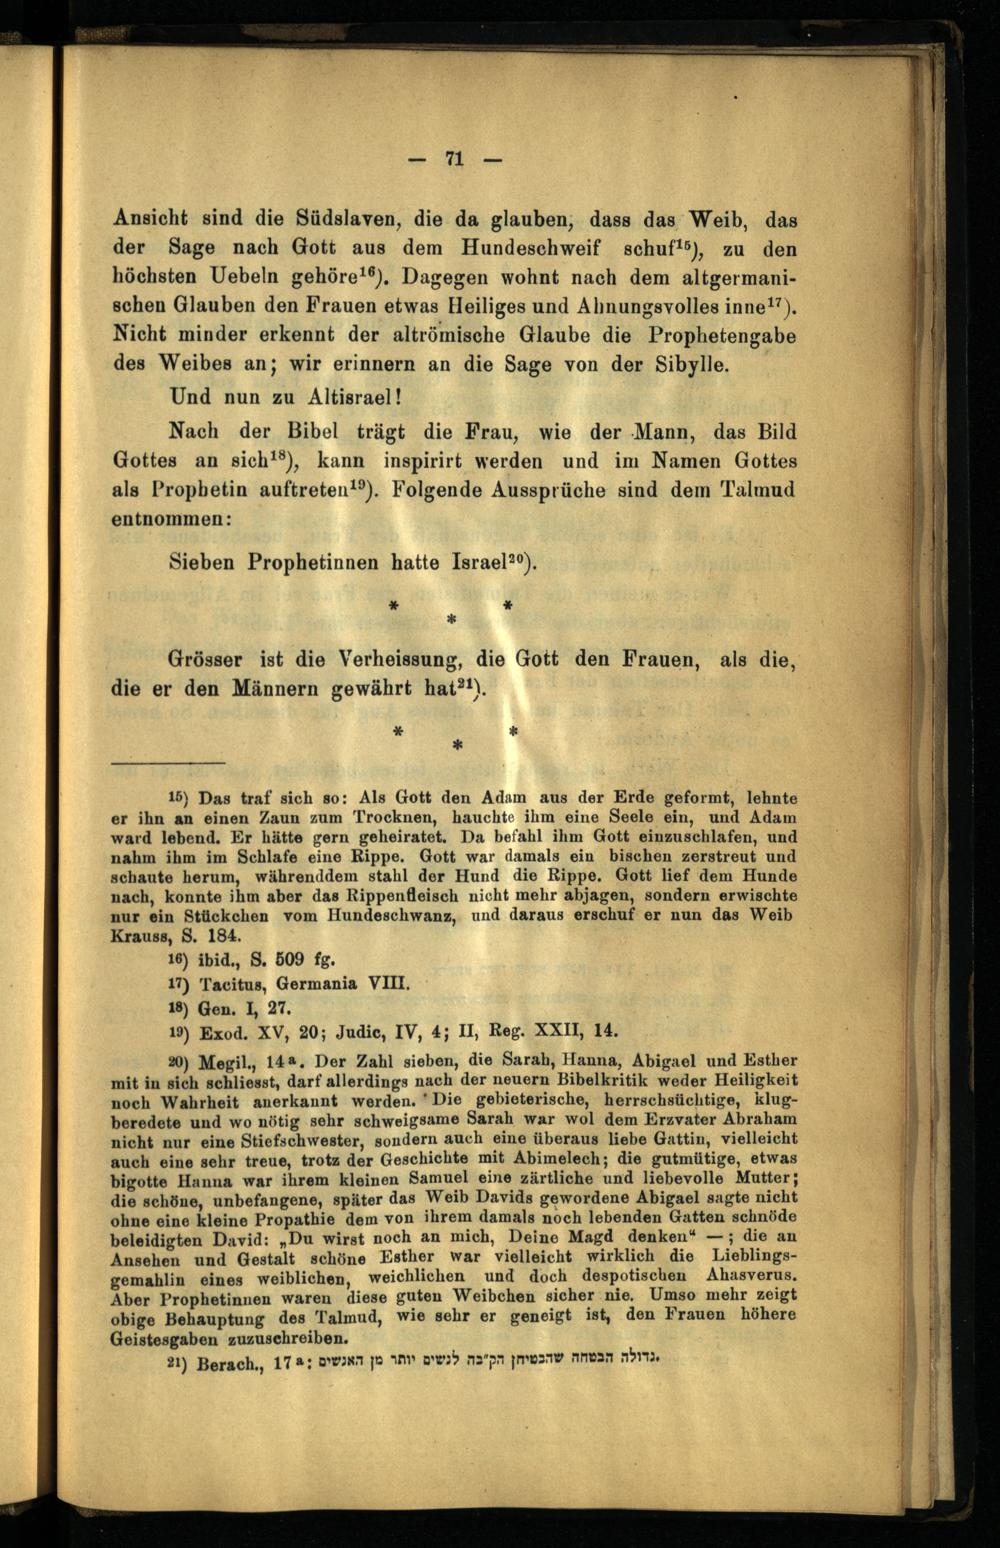 — 71 —
Ansicht sind die Südslaven, die da glauben, dass das Weib, das
der Sage nach Gott aus dem Hundeschweif schuf¹⁵), zu den
höchsten Uebeln gehöre¹⁶). Dagegen wohnt nach dem altgermani-
schen Glauben den Frauen etwas Heiliges und Ahnungsvolles inne¹⁷).
Nicht minder erkennt der altrömische Glaube die Prophetengabe
des Weibes an; wir erinnern an die Sage von der Sibylle.
Und nun zu Altisrael!
Nach der Bibel trägt die Frau, wie der Mann, das Bild
Gottes an sich¹⁸), kann inspirirt werden und im Namen Gottes
als Prophetin auftreten¹⁹). Folgende Aussprüche sind dem Talmud
entnommen:
Sieben Prophetinnen hatte Israel²⁰).
* * *
Grösser ist die Verheissung, die Gott den Frauen, als die,
die er den Männern gewährt hat²¹).
* * *
¹⁵) Das traf sich so: Als Gott den Adam aus der Erde geformt, lehnte
er ihn an einen Zaun zum Trocknen, hauchte ihm eine Seele ein, und Adam
ward lebend. Er hätte gern geheiratet. Da befahl ihm Gott einzuschlafen, und
nahm ihm im Schlafe eine Rippe. Gott war damals ein bischen zerstreut und
schaute herum, währenddem stahl der Hund die Rippe. Gott lief dem Hunde
nach, konnte ihm aber das Rippenfleisch nicht mehr abjagen, sondern erwischte
nur ein Stückchen vom Hundeschwanz, und daraus erschuf er nun das Weib
Krauss, S. 184.
¹⁶) ibid., S. 509 fg.
¹⁷) Tacitus, Germania VIII.
¹⁸) Gen. I, 27.
¹⁹) Exod. XV, 20; Judic, IV, 4; II, Reg. XXII, 14.
²⁰) Megil., 14ᵃ. Der Zahl sieben, die Sarah, Hanna, Abigael und Esther
mit in sich schliesst, darf allerdings nach der neuern Bibelkritik weder Heiligkeit
noch Wahrheit anerkannt werden. Die gebieterische, herrschsüchtige, klug-
beredete und wo nötig sehr schweigsame Sarah war wol dem Erzvater Abraham
nicht nur eine Stiefschwester, sondern auch eine überaus liebe Gattin, vielleicht
auch eine sehr treue, trotz der Geschichte mit Abimelech; die gutmütige, etwas
bigotte Hanna war ihrem kleinen Samuel eine zärtliche und liebevolle Mutter;
die schöne, unbefangene, später das Weib Davids gewordene Abigael sagte nicht
ohne eine kleine Propathie dem von ihrem damals noch lebenden Gatten schnöde
beleidigten David: „Du wirst noch an mich, Deine Magd denken“ — ; die an
Ansehen und Gestalt schöne Esther war vielleicht wirklich die Lieblings-
gemahlin eines weiblichen, weichlichen und doch despotischen Ahasverus.
Aber Prophetinnen waren diese guten Weibchen sicher nie. Umso mehr zeigt
obige Behauptung des Talmud, wie sehr er geneigt ist, den Frauen höhere
Geistesgaben zuzuschreiben.
²¹) Berach., 17ᵃ: גדולה הבטחה שהבטיחן הק״בה לנשים יותר מן האנשים.